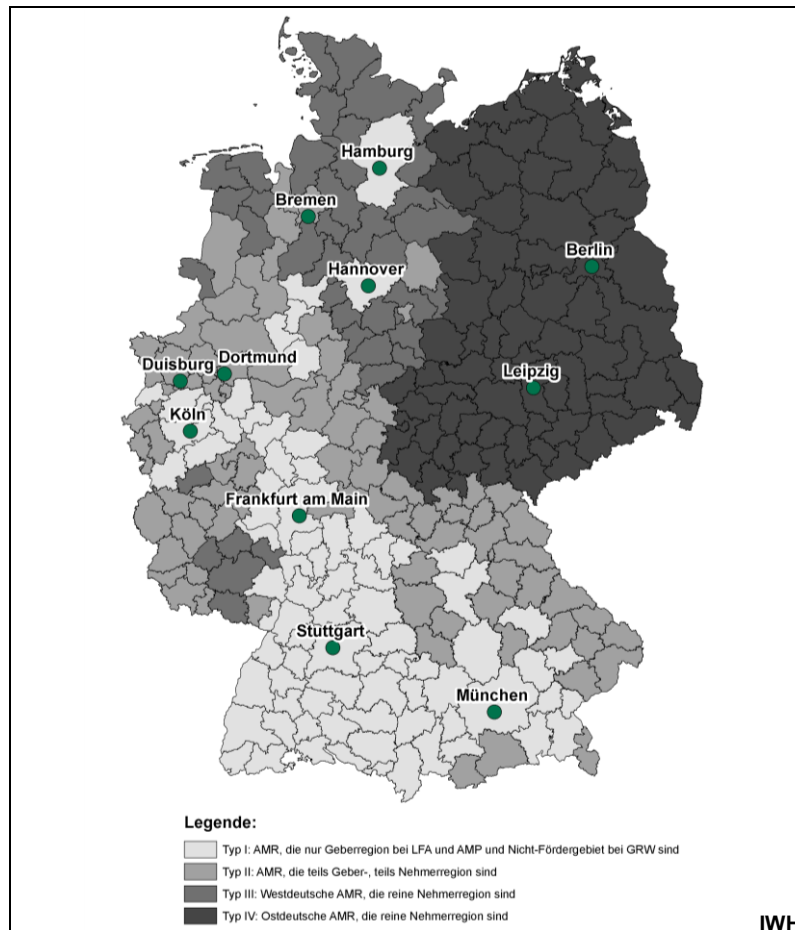 Hamburg
Bremen
Berlin
Hannover
Duisburg
Dortmund
Leipzig
Köln
Frankfurt am Main
Stuttgart
München
Legende:
Typ I: AMR, die nur Geberregion bei LFA und AMP und Nicht-Fördergebiet bei GRW sind
Typ II: AMR, die teils Geber-, teils Nehmerregion sind
Typ III: Westdeutsche AMR, die reine Nehmerregion sind
Typ IV: Ostdeutsche AMR, die reine Nehmerregion sind
IWH